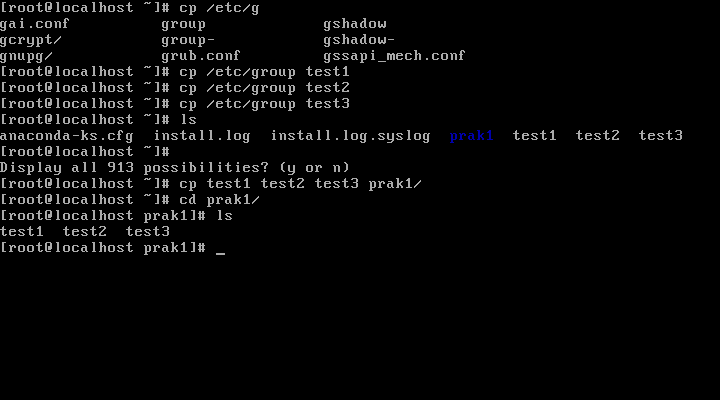 [root@localhost ~]# cp /etc/g
gai.conf group gshadow
gcrypt/ group- gshadow-
gnupg/ grub.conf gssapi_mech.conf
[root@localhost ~]# cp /etc/group test1
[root@localhost ~]# cp /etc/group test2
[root@localhost ~]# cp /etc/group test3
[root@localhost ~]# ls
anaconda-ks.cfg install.log install.log.syslog prak1 test1 test2 test3
[root@localhost ~]#
Display all 913 possibilities? (y or n)
[root@localhost ~]# cp test1 test2 test3 prak1/
[root@localhost ~]# cd prak1/
[root@localhost prak1]# ls
test1 test2 test3
[root@localhost prak1]# _